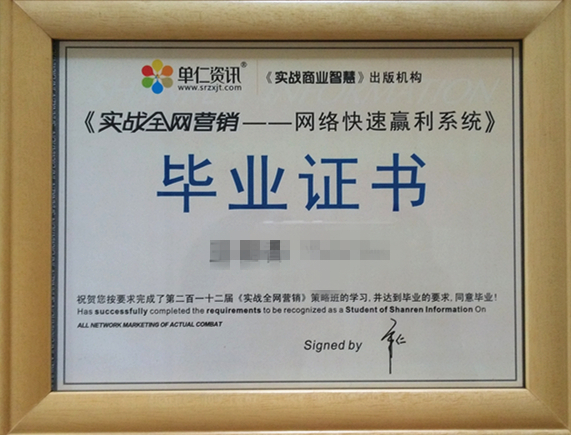 单仁资讯®
www.srzxjt.com
《实战商业智慧》出版机构
《实战全网营销——网络快速赢利系统》
毕业证书
祝贺您按要求完成了第二百一十二届《实战全网营销》策略班的学习,并达到毕业的要求,同意毕业!
Has successfully completed the requirements to be recognized as a Student of Shanren Information On
ALL NETWORK MARKETING OF ACTUAL COMBAT
Signed by 单仁